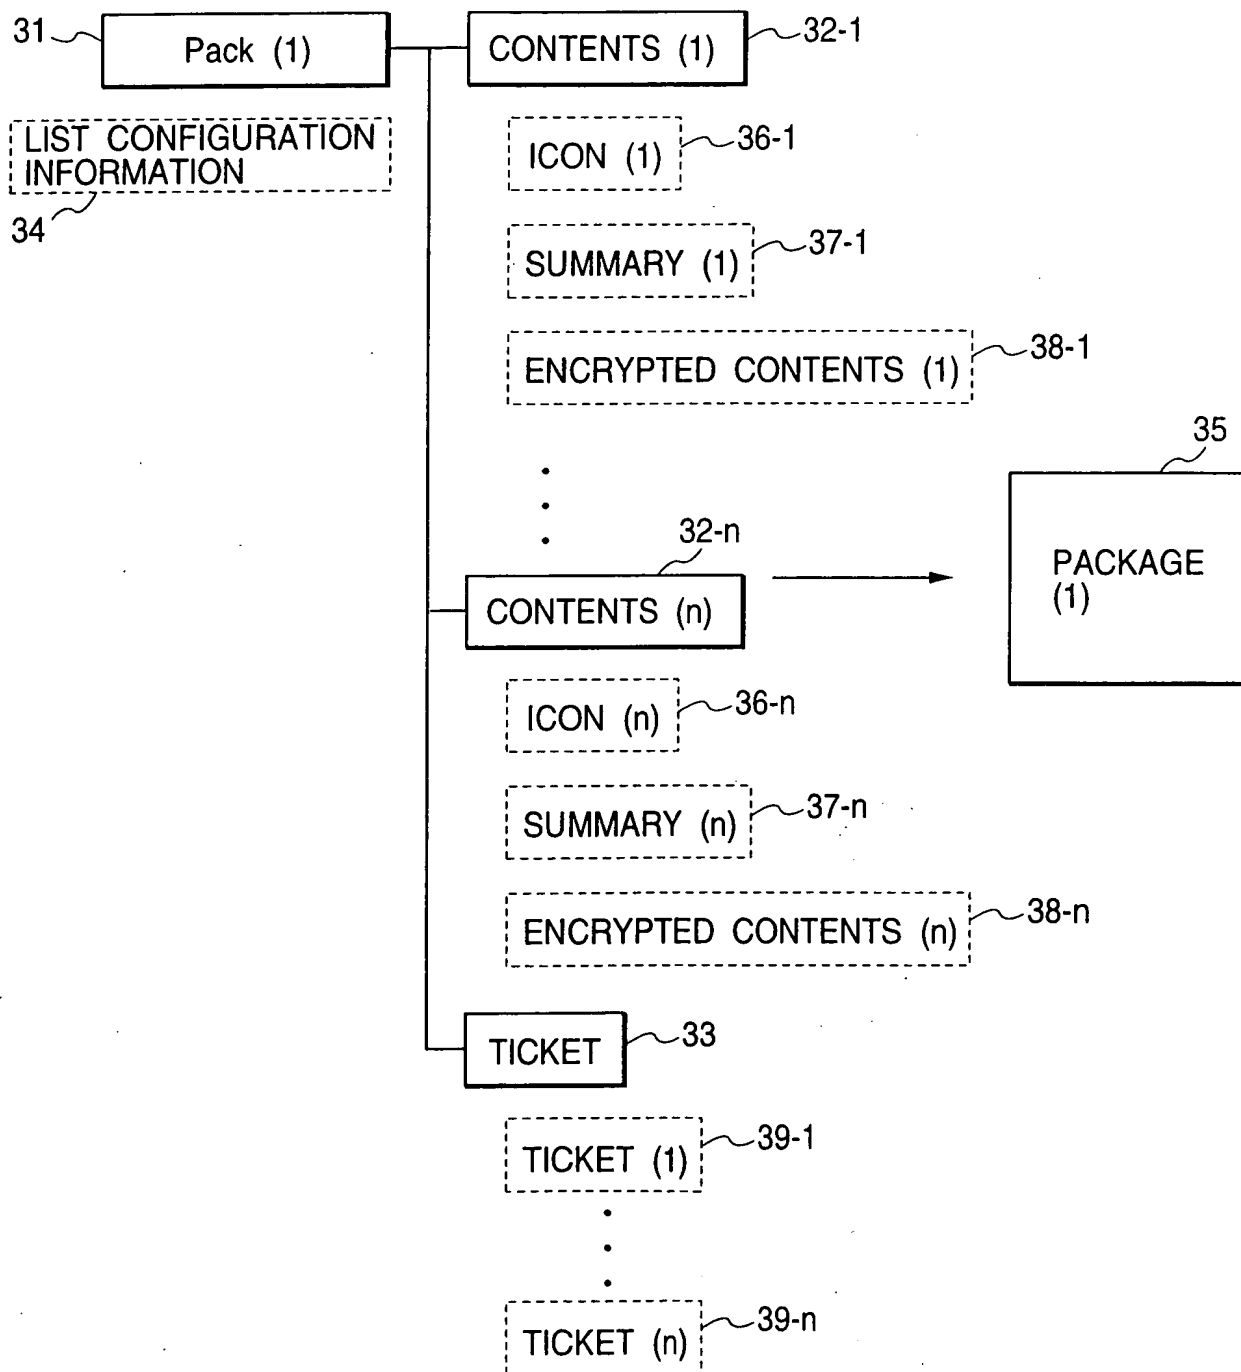 31
Pack (1)
CONTENTS (1)
32-1
LIST CONFIGURATION
INFORMATION
34
ICON (1)
36-1
SUMMARY (1)
37-1
ENCRYPTED CONTENTS (1)
38-1
35
PACKAGE
(1)
32-n
CONTENTS (n)
ICON (n)
36-n
SUMMARY (n)
37-n
ENCRYPTED CONTENTS (n)
38-n
TICKET
33
TICKET (1)
39-1
TICKET (n)
39-n